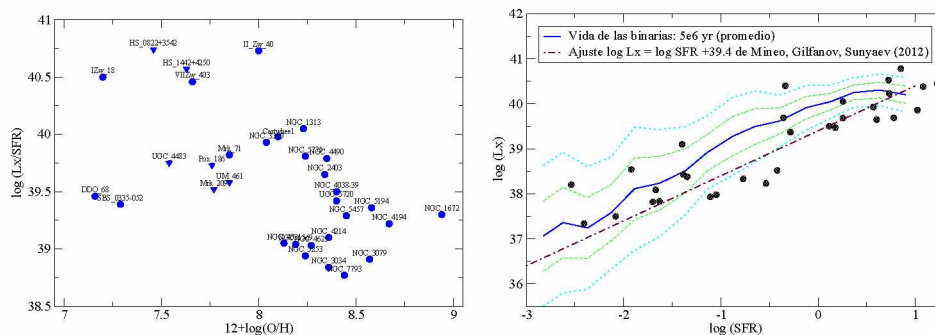 41
40.5
40
39.5
39
38.5
log (Lx/SFR)
7
7.5
8
8.5
9
12+log(O/H)
HS_0822+3542
II_Zw_40
HS_1442+4250
IZw_18
VIIZw_403
NGC_1313
Cartwheel
Mrk_71
NGC_4490
UGC_4483
Pox_186
NGC_2403
UM_461
Mrk_209
NGC_4038-39
DDO_68
SBS_0335-052
NGC_5194
NGC_1672
NGC_5457
NGC_4194
NGC_4214
NGC_5253
NGC_3034
NGC_3079
NGC_7793
42
41
40
39
38
37
36
35
log (Lx)
-3
-2
-1
0
1
log (SFR)
Vida de las binarias: 5e6 yr (promedio)
Ajuste log Lx = log SFR +39.4 de Mineo, Gilfanov, Sunyaev (2012)